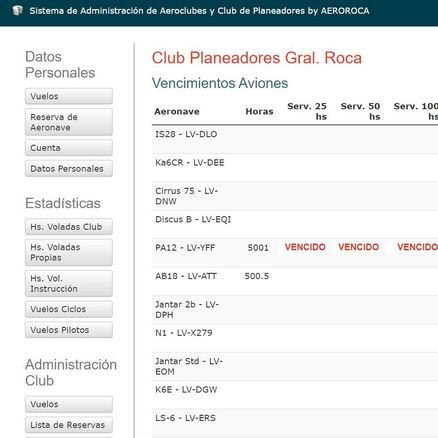 Sistema de Administración de Aeroclubes y Club de Planeadores by AEROROCA
Datos
Personales
Vuelos
Reserva de
Aeronave
Cuenta
Datos Personales
Estadísticas
Hs. Voladas Club
Hs. Voladas
Propias
Hs. Vol.
Instrucción
Vuelos Ciclos
Vuelos Pilotos
Administración
Club
Vuelos
Lista de Reservas
Club Planeadores Gral. Roca
Vencimientos Aviones
Aeronave Horas Serv. 25 hs Serv. 50 hs Serv. 100 hs
IS28 - LV-DLO
Ka6CR - LV-DEE
Cirrus 75 - LV-
DNW
Discus B - LV-EQI
PA12 - LV-YFF 5001 VENCIDO VENCIDO VENCIDO
AB18 - LV-ATT 500.5
Jantar 2b - LV-
DPH
N1 - LV-X279
Jantar Std - LV-
EOM
K6E - LV-DGW
LS-6 - LV-ERS